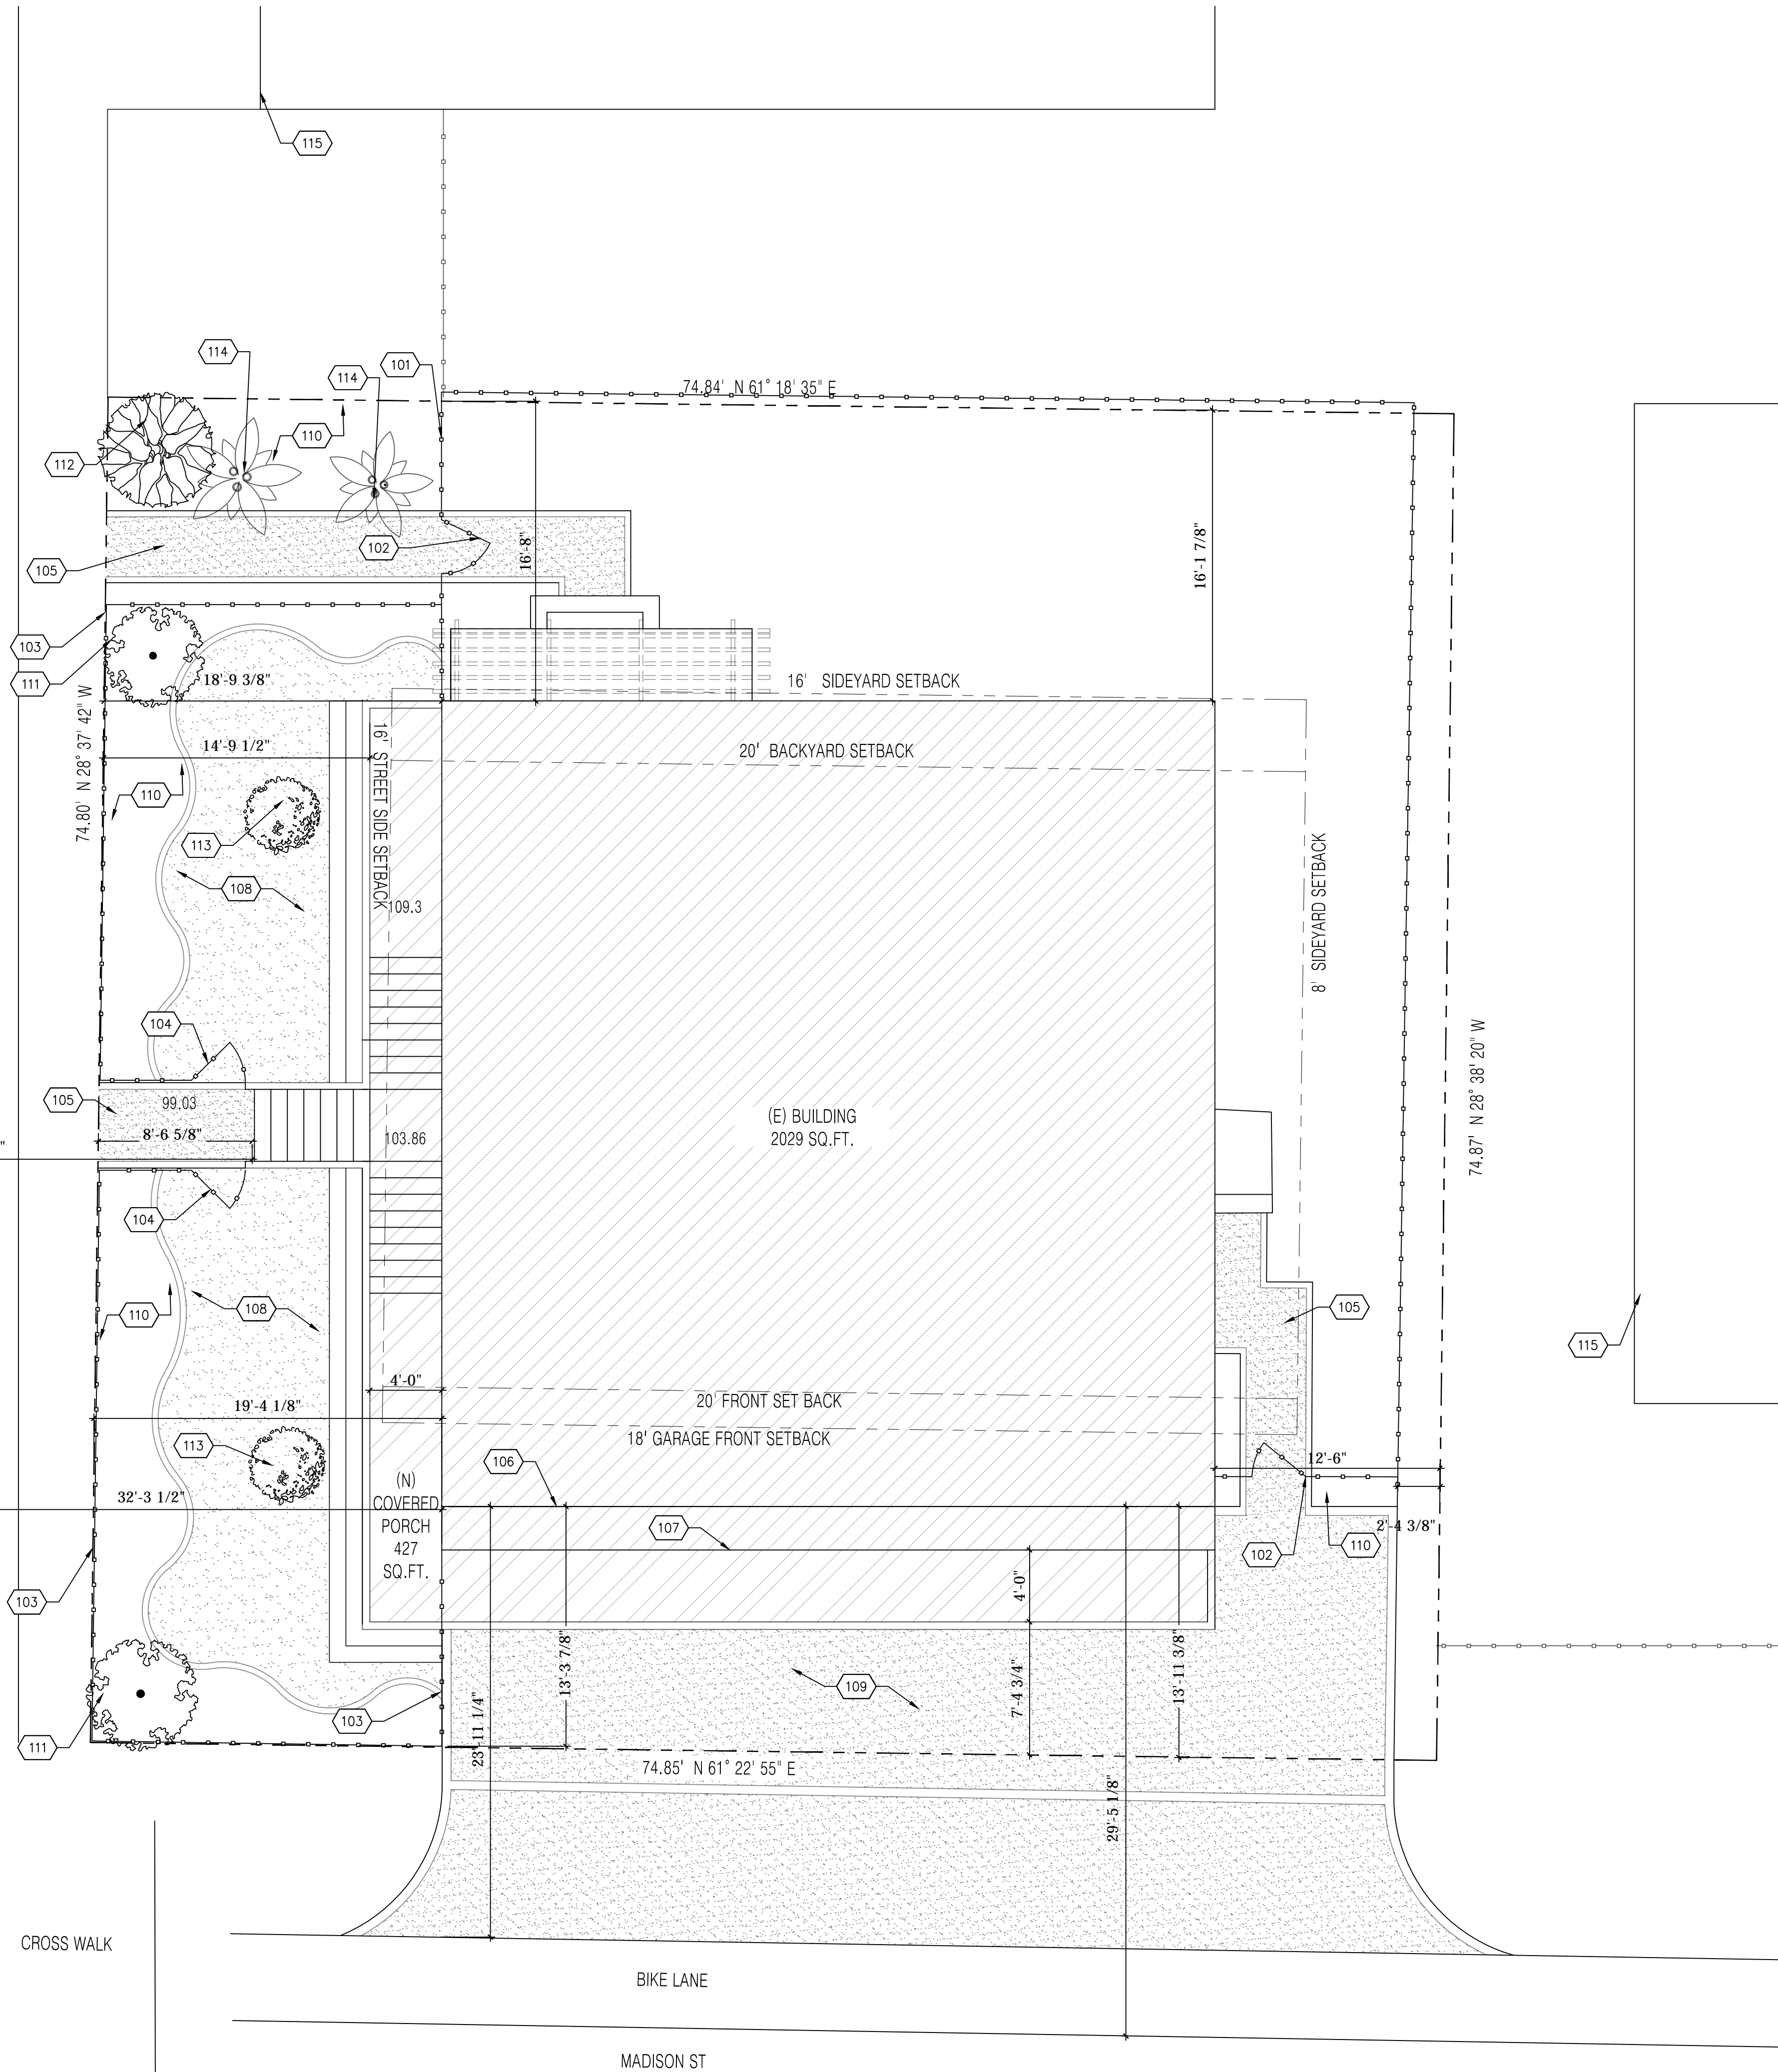 115
114
114
101
74.84' N 61° 18' 35" E
110
112
102
16'-8"
16'-1 7/8"
105
103
111
18'-9 3/8"
16' SIDEYARD SETBACK
74.80' N 28° 37' 42" W
14'-9 1/2"
16' STREET SIDE SETBACK
20' BACKYARD SETBACK
110
113
108
109.3
8' SIDEYARD SETBACK
104
74.87' N 28° 38' 20" W
105
99.03
8'-6 5/8"
103.86
(E) BUILDING
2029 SQ.FT.
"
104
110
108
105
115
4'-0"
19'-4 1/8"
20' FRONT SET BACK
18' GARAGE FRONT SETBACK
113
106
12'-6"
32'-3 1/2"
(N)
COVERED
PORCH
427
SQ.FT.
107
102
110
2'-4 3/8"
103
4'-0"
13'-3 7/8"
23'-11 1/4"
109
7'-4 3/4"
13'-11 3/8"
103
111
74.85' N 61° 22' 55" E
29'-5 1/8"
CROSS WALK
BIKE LANE
MADISON ST